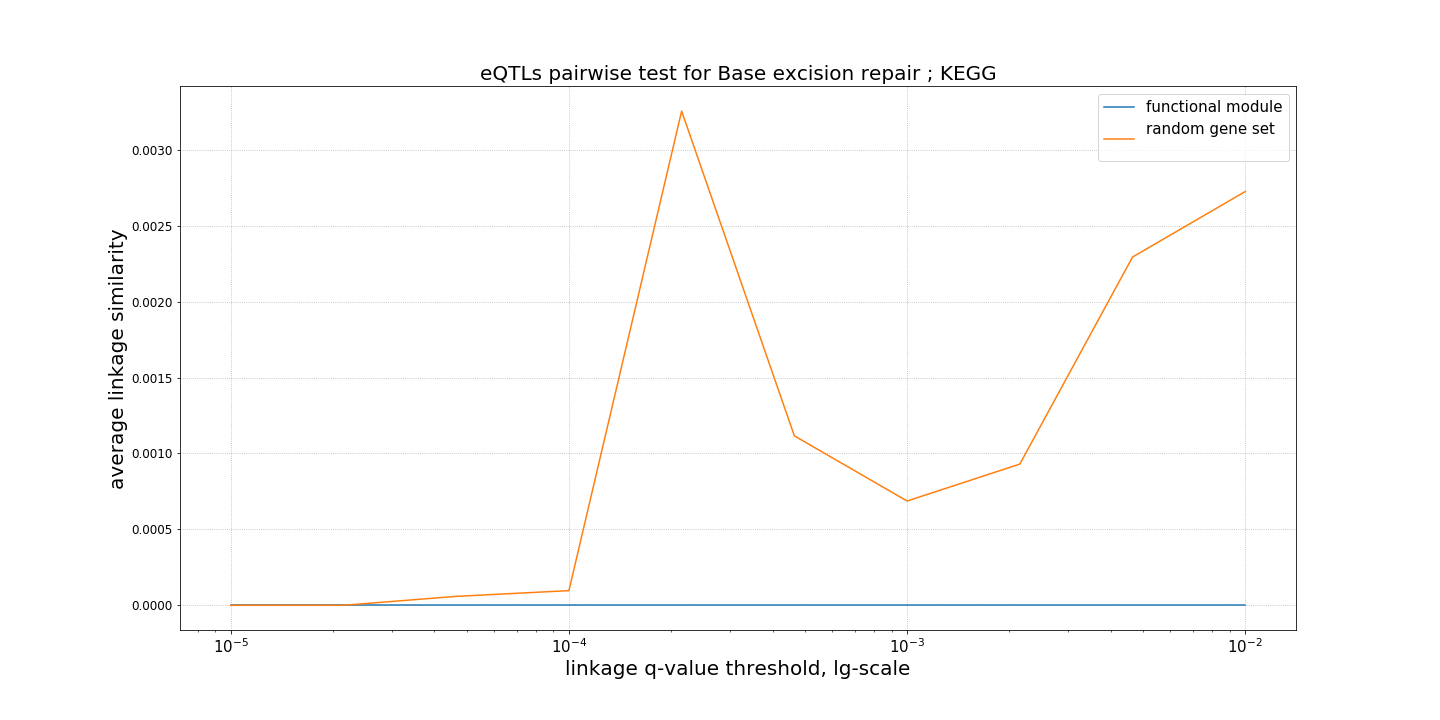 eQTLs pairwise test for Base excision repair ; KEGG
functional module
random gene set
average linkage similarity
0.0030
0.0025
0.0020
0.0015
0.0010
0.0005
0.0000
10⁻⁵ 10⁻⁴ 10⁻³ 10⁻²
linkage q-value threshold, lg-scale